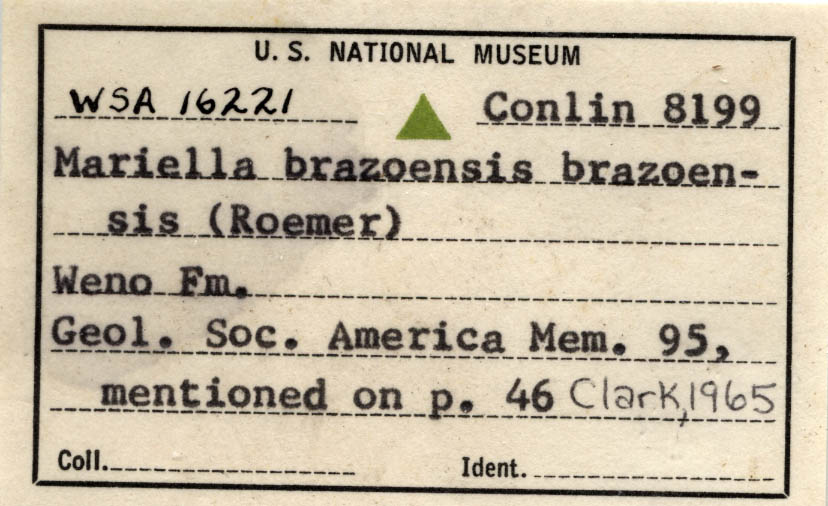 U. S. NATIONAL MUSEUM
WSA 16221 Conlin 8199
Mariella brazoensis brazoen-
sis (Roemer)
Weno Fm.
Geol. Soc. America Mem. 95,
mentioned on p. 46 Clark, 1965
Coll. Ident.